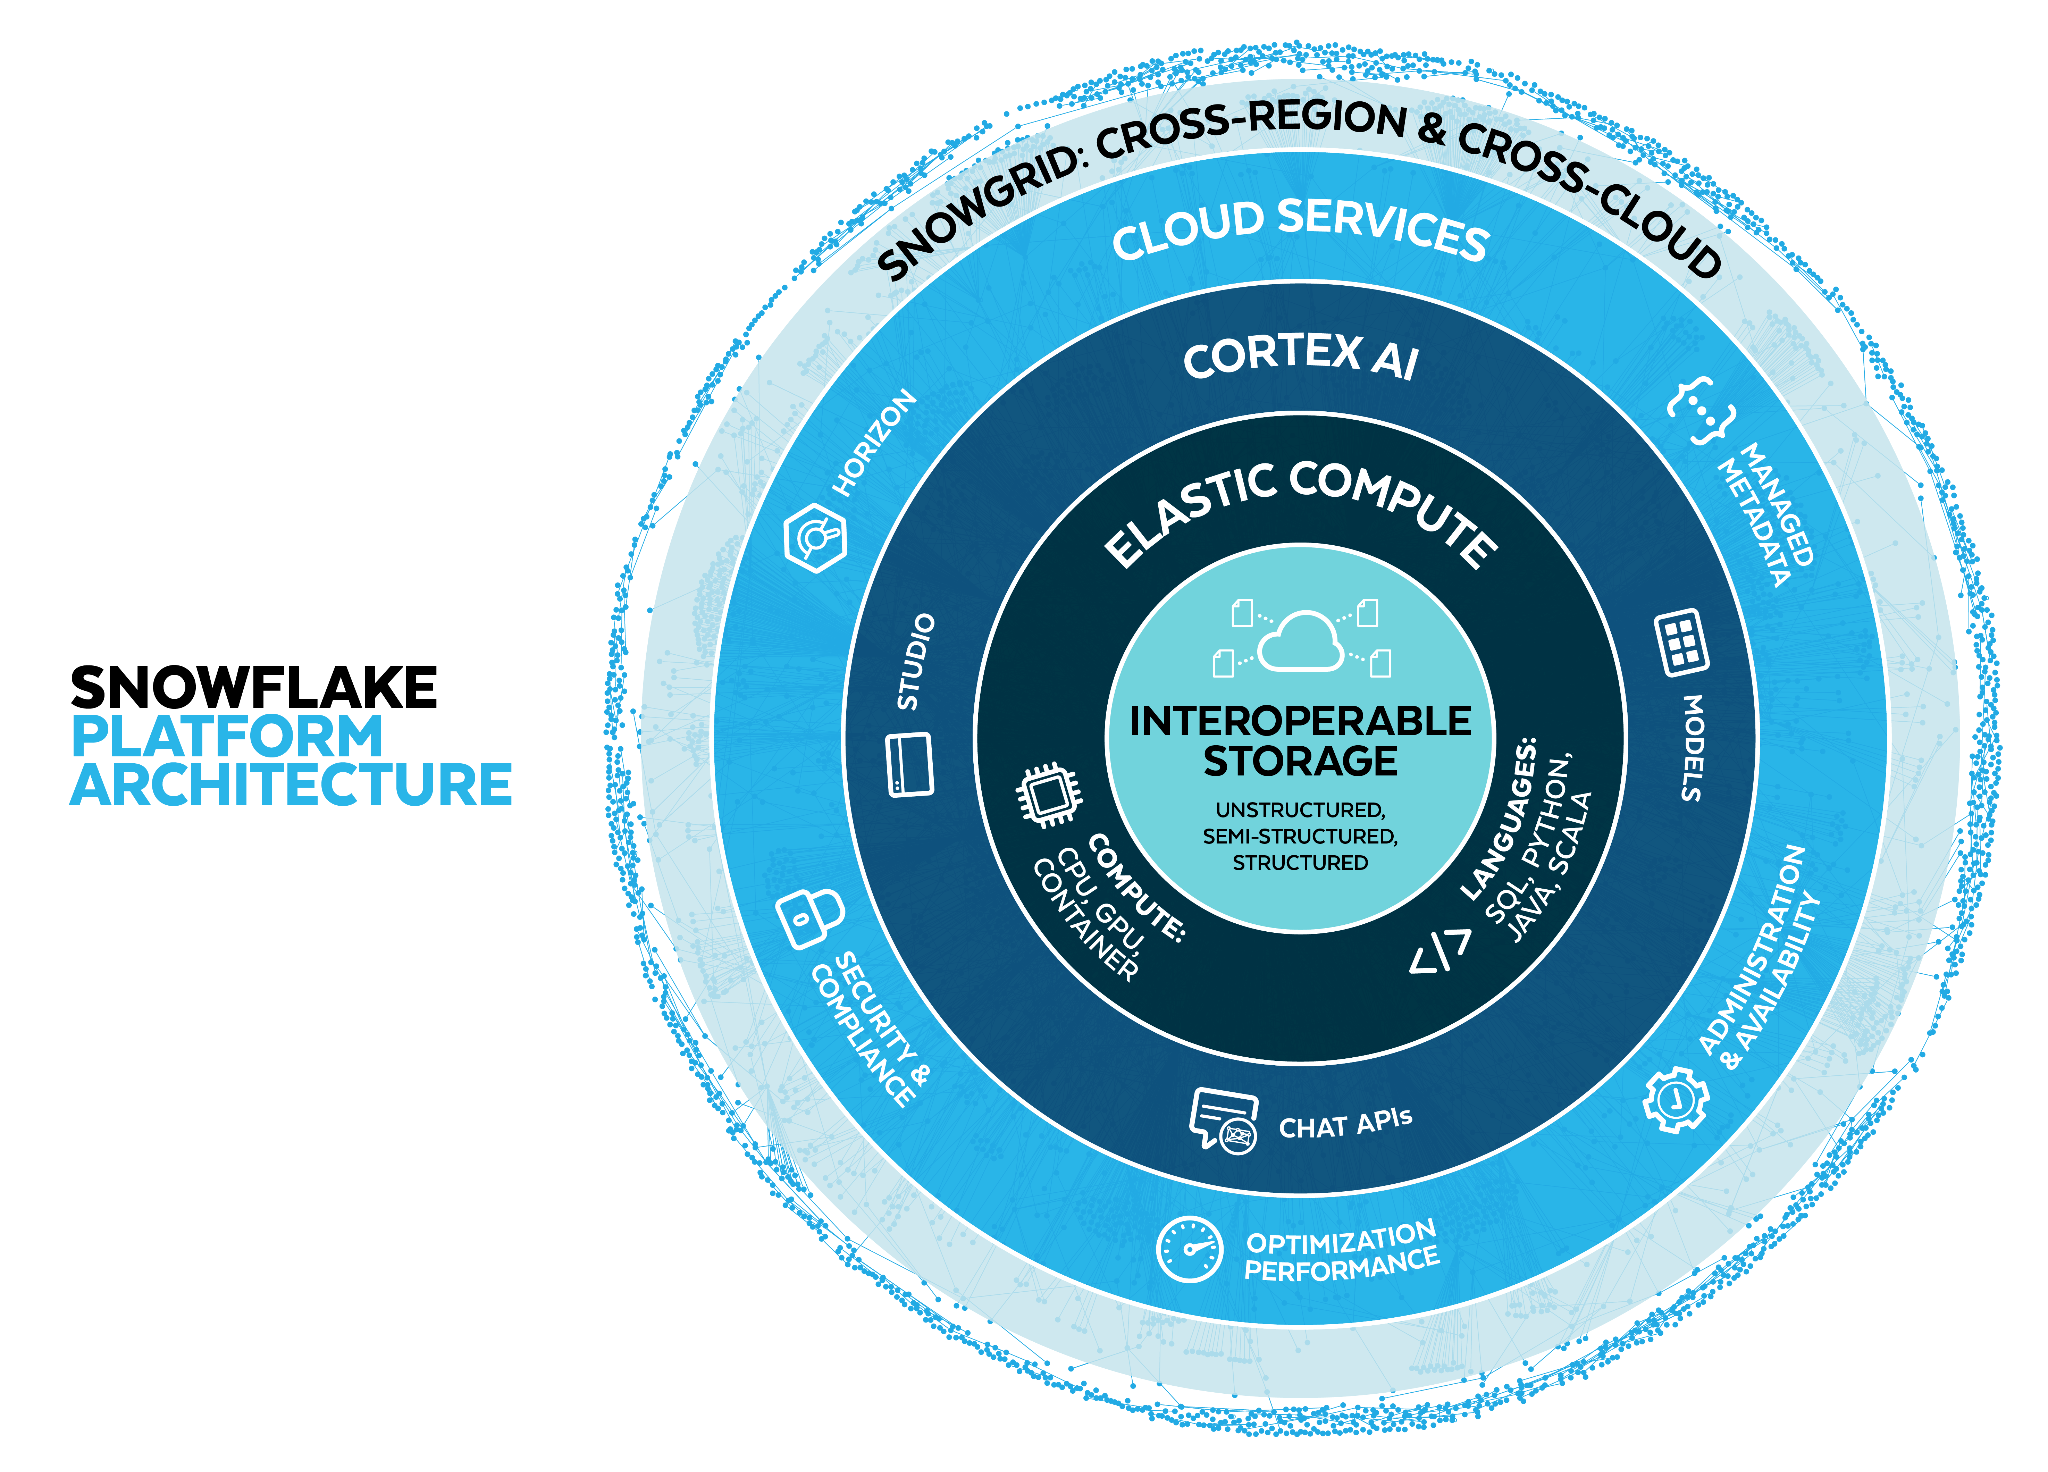 SNOWFLAKE
PLATFORM
ARCHITECTURE
SNOWGRID: CROSS-REGION & CROSS-CLOUD
CLOUD SERVICES
HORIZON
MANAGED
METADATA
SECURITY &
COMPLIANCE
ADMINISTRATION
& AVAILABILITY
OPTIMIZATION
PERFORMANCE
CORTEX AI
STUDIO
MODELS
CHAT APIs
ELASTIC COMPUTE
COMPUTE:
CPU, GPU,
CONTAINER
LANGUAGES:
SQL, PYTHON,
JAVA, SCALA
</>
INTEROPERABLE
STORAGE
UNSTRUCTURED,
SEMI-STRUCTURED,
STRUCTURED